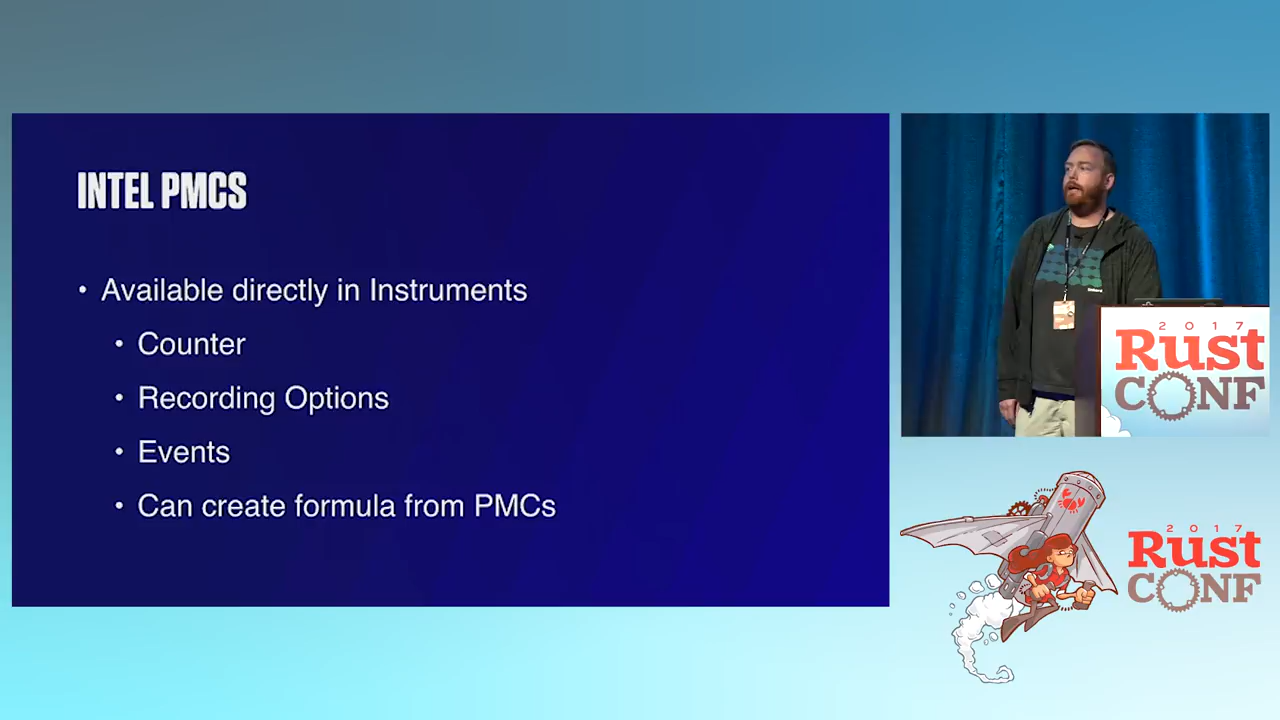 INTEL PMCS
• Available directly in Instruments
• Counter
• Recording Options
• Events
• Can create formula from PMCs
2017
Rust
CONF
2017
Rust
CONF